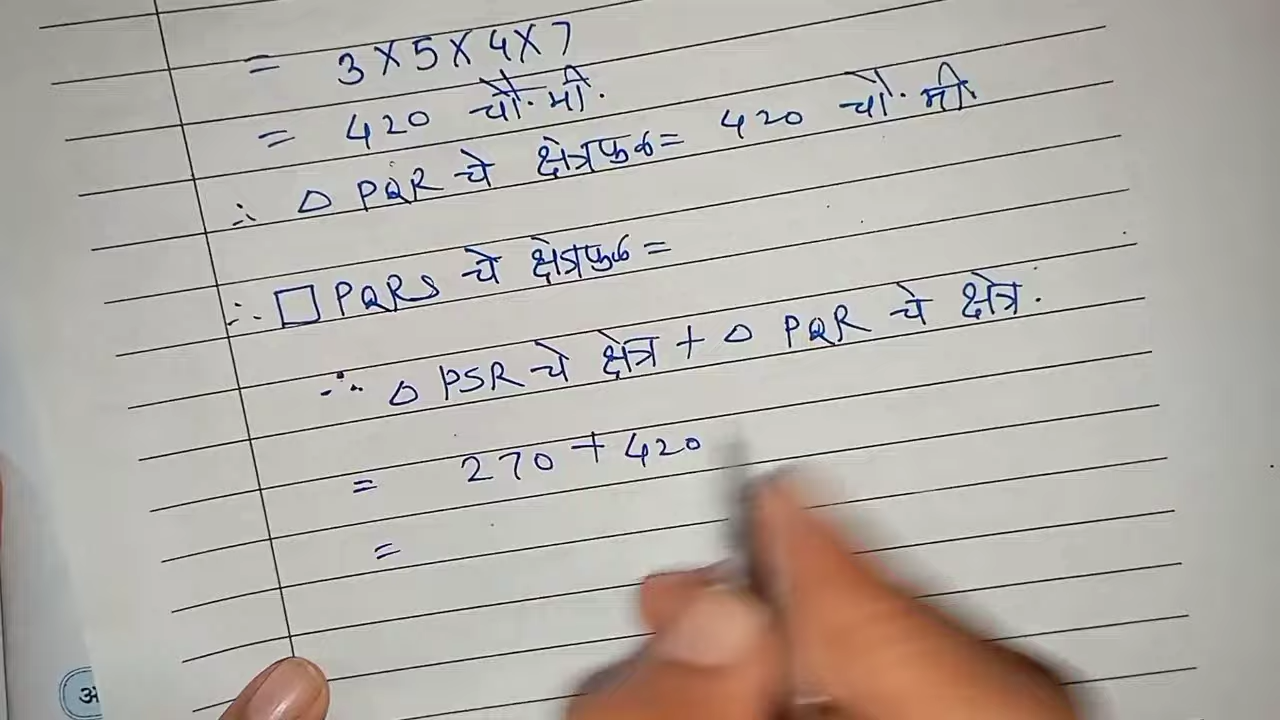 = 3 × 5 × 4 × 7
= 420 चौ. मी.
∴ △ PQR चे क्षेत्रफळ = 420 चौ. मी.
∴ □ PQRS चे क्षेत्रफळ =
∴ △ PSR चे क्षेत्र + △ PQR चे क्षेत्र.
= 270 + 420
=